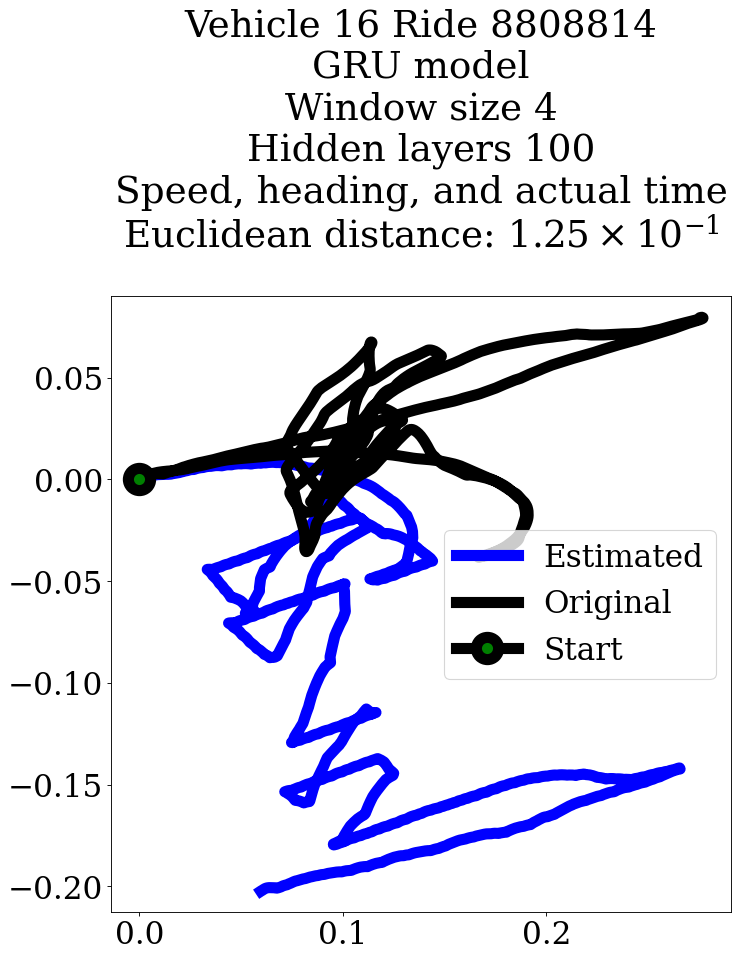 Vehicle 16 Ride 8808814
GRU model
Window size 4
Hidden layers 100
Speed, heading, and actual time
Euclidean distance: 1.25 × 10⁻¹
0.05
0.00
−0.05
−0.10
−0.15
−0.20
Estimated
Original
Start
0.0 0.1 0.2